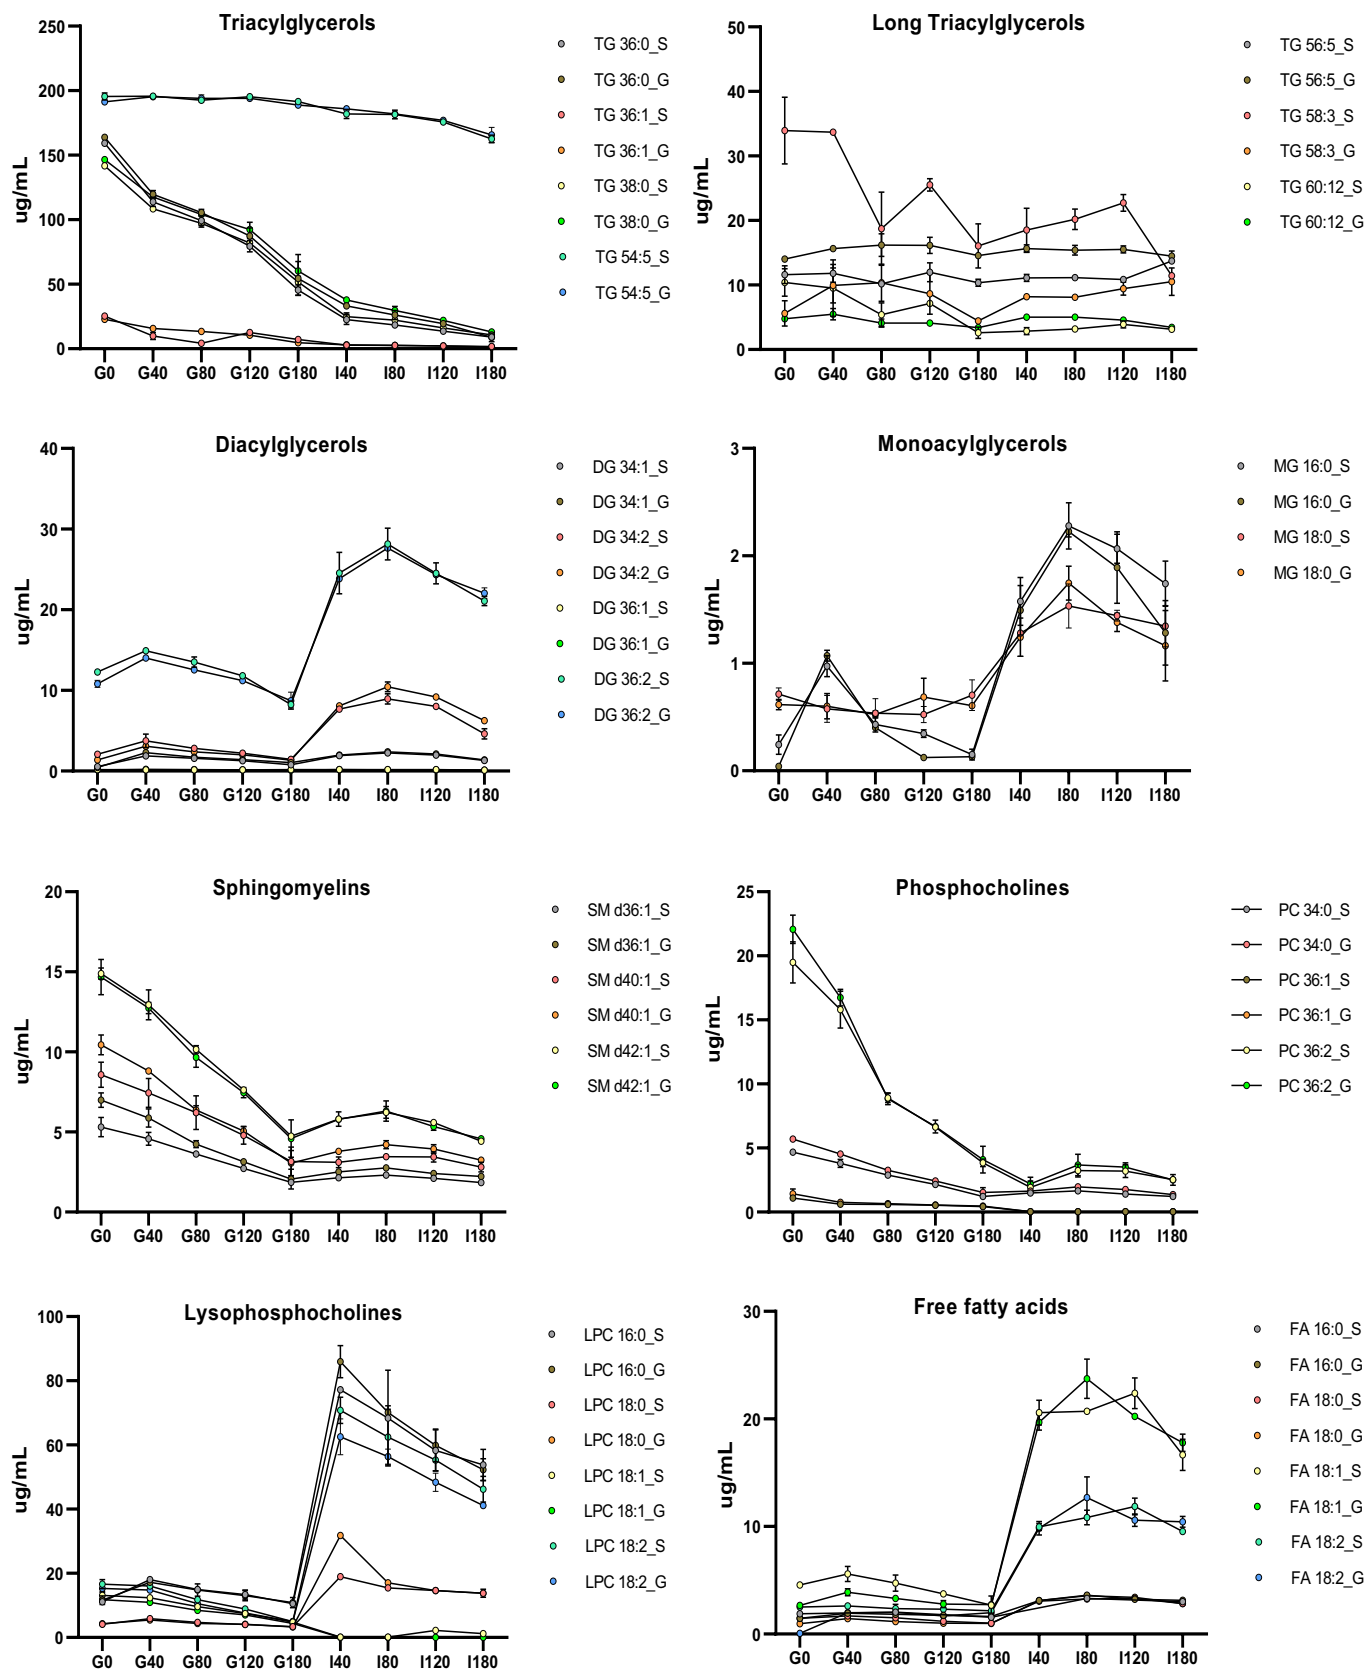 Triacylglycerols
ug/mL
250
200
150
100
50
0
G0 G40 G80 G120 G180 I40 I80 I120 I180
TG 36:0_S
TG 36:0_G
TG 36:1_S
TG 36:1_G
TG 38:0_S
TG 38:0_G
TG 54:5_S
TG 54:5_G
Long Triacylglycerols
ug/mL
50
40
30
20
10
0
G0 G40 G80 G120 G180 I40 I80 I120 I180
TG 56:5_S
TG 56:5_G
TG 58:3_S
TG 58:3_G
TG 60:12_S
TG 60:12_G
Diacylglycerols
ug/mL
40
30
20
10
0
G0 G40 G80 G120 G180 I40 I80 I120 I180
DG 34:1_S
DG 34:1_G
DG 34:2_S
DG 34:2_G
DG 36:1_S
DG 36:1_G
DG 36:2_S
DG 36:2_G
Monoacylglycerols
ug/mL
3
2
1
0
G0 G40 G80 G120 G180 I40 I80 I120 I180
MG 16:0_S
MG 16:0_G
MG 18:0_S
MG 18:0_G
Sphingomyelins
ug/mL
20
15
10
5
0
G0 G40 G80 G120 G180 I40 I80 I120 I180
SM d36:1_S
SM d36:1_G
SM d40:1_S
SM d40:1_G
SM d42:1_S
SM d42:1_G
Phosphocholines
ug/mL
25
20
15
10
5
0
G0 G40 G80 G120 G180 I40 I80 I120 I180
PC 34:0_S
PC 34:0_G
PC 36:1_S
PC 36:1_G
PC 36:2_S
PC 36:2_G
Lysophosphocholines
ug/mL
100
80
60
40
20
0
G0 G40 G80 G120 G180 I40 I80 I120 I180
LPC 16:0_S
LPC 16:0_G
LPC 18:0_S
LPC 18:0_G
LPC 18:1_S
LPC 18:1_G
LPC 18:2_S
LPC 18:2_G
Free fatty acids
ug/mL
30
20
10
0
G0 G40 G80 G120 G180 I40 I80 I120 I180
FA 16:0_S
FA 16:0_G
FA 18:0_S
FA 18:0_G
FA 18:1_S
FA 18:1_G
FA 18:2_S
FA 18:2_G